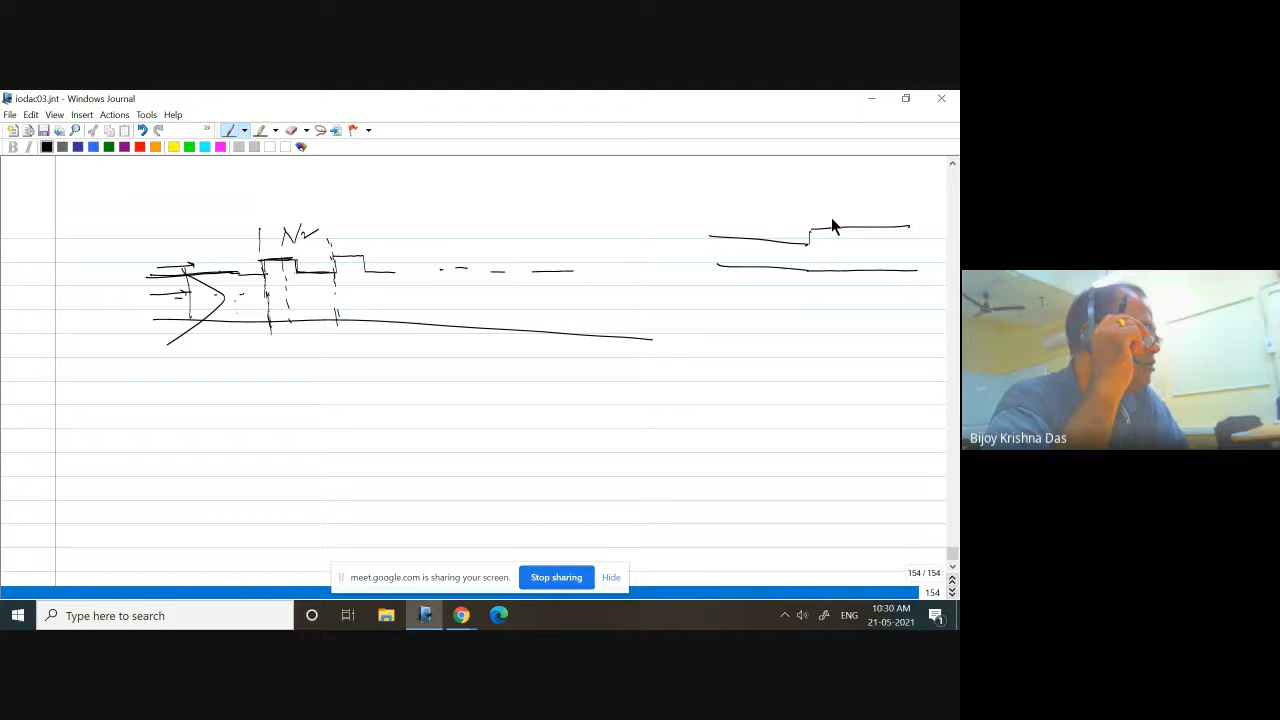 iodac03.jnt - Windows Journal
File Edit View Insert Actions Tools Help
B I
Bijoy Krishna Das
meet.google.com is sharing your screen. Stop sharing Hide
154 / 154
154
Type here to search
ENG
10:30 AM
21-05-2021
1